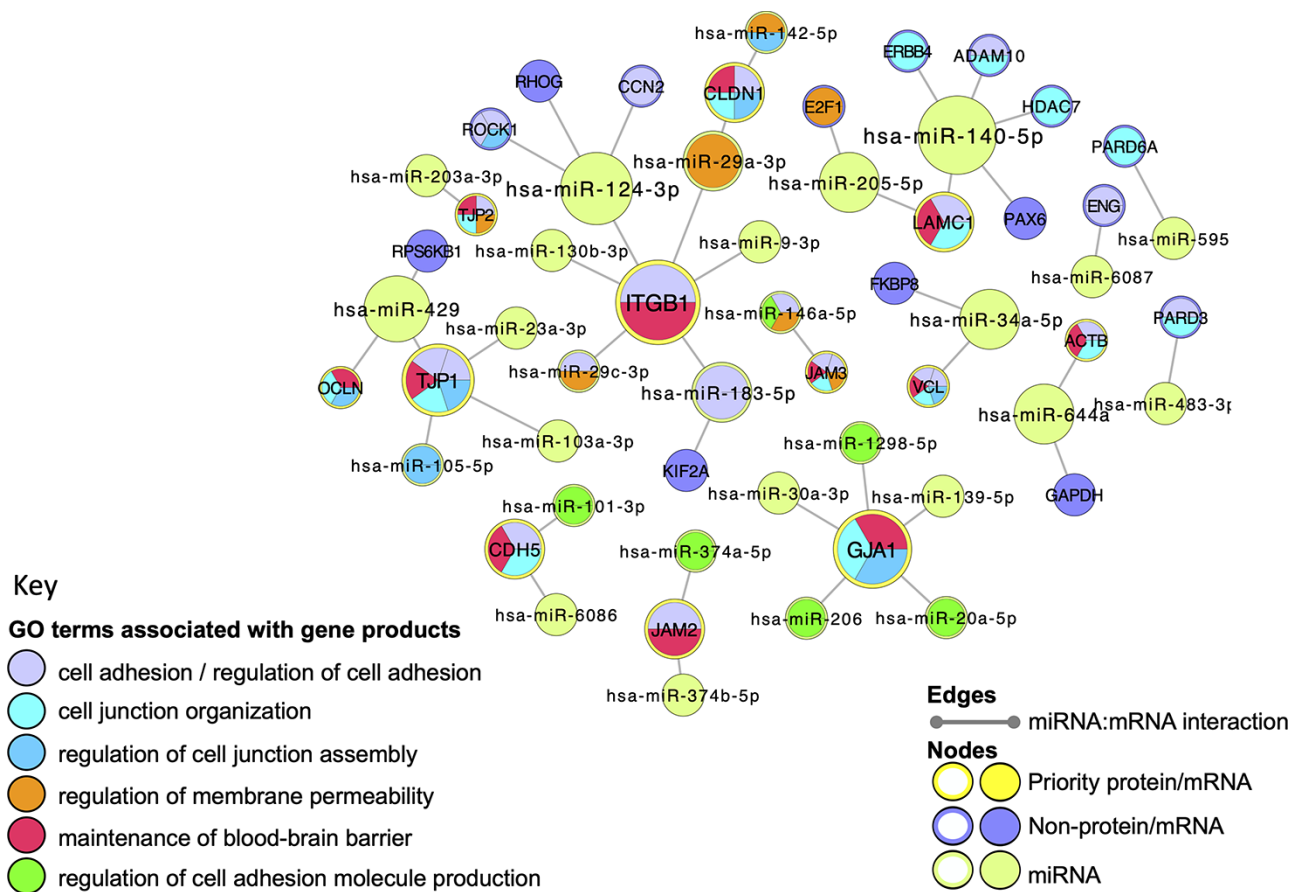 hsa-miR-142-5p
ERBB4
ADAM10
RHOG
CCN2
CLDN1
E2F1
HDAC7
ROCK1
hsa-miR-140-5p
PARD6A
hsa-miR-29a-3p
hsa-miR-203a-3p
hsa-miR-124-3p
hsa-miR-205-5p
TJP2
LAMC1
PAX6
ENG
RPS6KB1
hsa-miR-130b-3p
hsa-miR-9-3p
hsa-miR-595
hsa-miR-6087
FKBP8
ITGB1
hsa-miR-429
hsa-miR-146a-5p
hsa-miR-34a-5p
PARD3
hsa-miR-23a-3p
ACTB
OCLN
TJP1
hsa-miR-29c-3p
JAM3
VCL
hsa-miR-183-5p
hsa-miR-644a
hsa-miR-483-3p
hsa-miR-103a-3p
hsa-miR-1298-5p
hsa-miR-105-5p
KIF2A
hsa-miR-30a-3p
hsa-miR-139-5p
GAPDH
hsa-miR-101-3p
CDH5
hsa-miR-374a-5p
GJA1
hsa-miR-6086
hsa-miR-206
hsa-miR-20a-5p
JAM2
hsa-miR-374b-5p
Key
GO terms associated with gene products
cell adhesion / regulation of cell adhesion
cell junction organization
regulation of cell junction assembly
regulation of membrane permeability
maintenance of blood-brain barrier
regulation of cell adhesion molecule production
Edges
miRNA:mRNA interaction
Nodes
Priority protein/mRNA
Non-protein/mRNA
miRNA